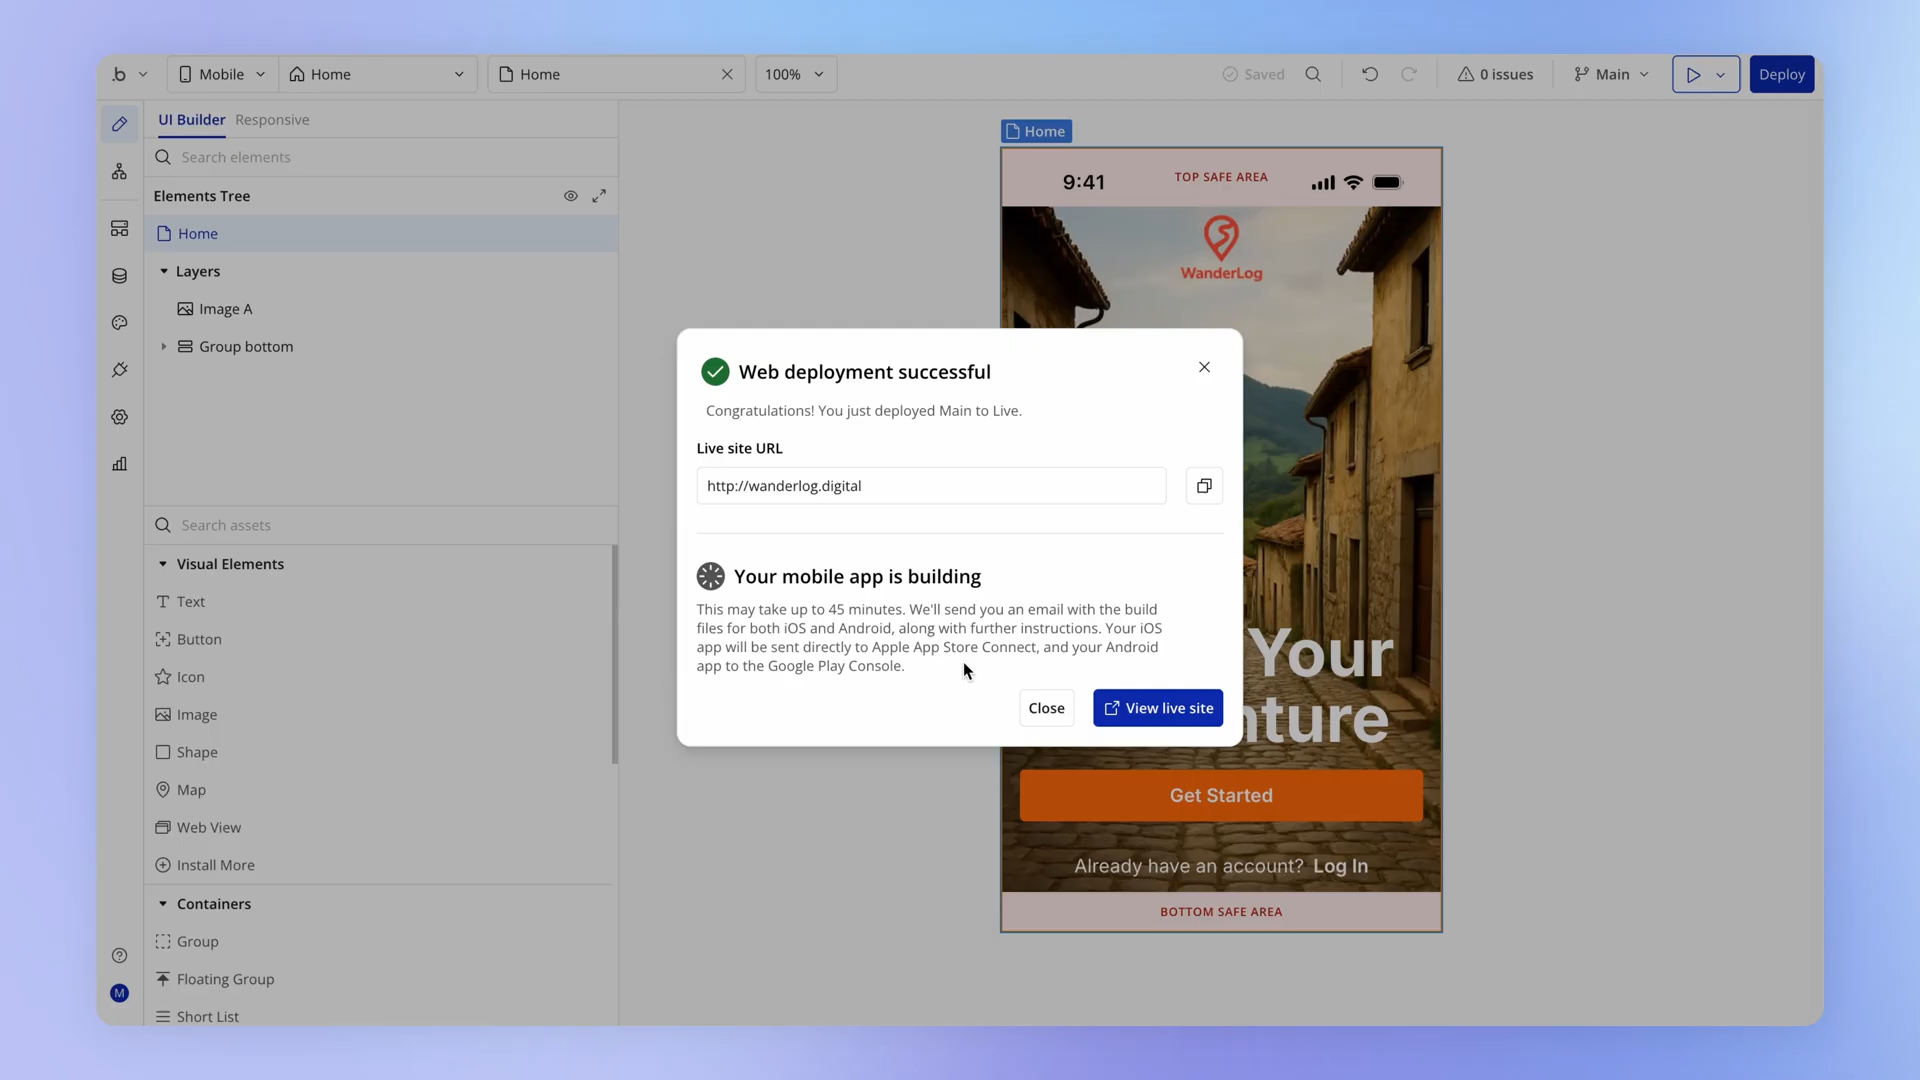 .b
Mobile
Home
Home
100%
Saved
0 issues
Main
Deploy
UI Builder
Responsive
Search elements
Elements Tree
Home
Layers
Image A
Group bottom
Search assets
Visual Elements
Text
Button
Icon
Image
Shape
Map
Web View
Install More
Containers
Group
Floating Group
Short List
M
Home
9:41
TOP SAFE AREA
WanderLog
Web deployment successful
Congratulations! You just deployed Main to Live.
Live site URL
http://wanderlog.digital
Your mobile app is building
This may take up to 45 minutes. We'll send you an email with the build
files for both iOS and Android, along with further instructions. Your iOS
app will be sent directly to Apple App Store Connect, and your Android
app to the Google Play Console.
Close
View live site
Your
nture
Get Started
Already have an account? Log In
BOTTOM SAFE AREA